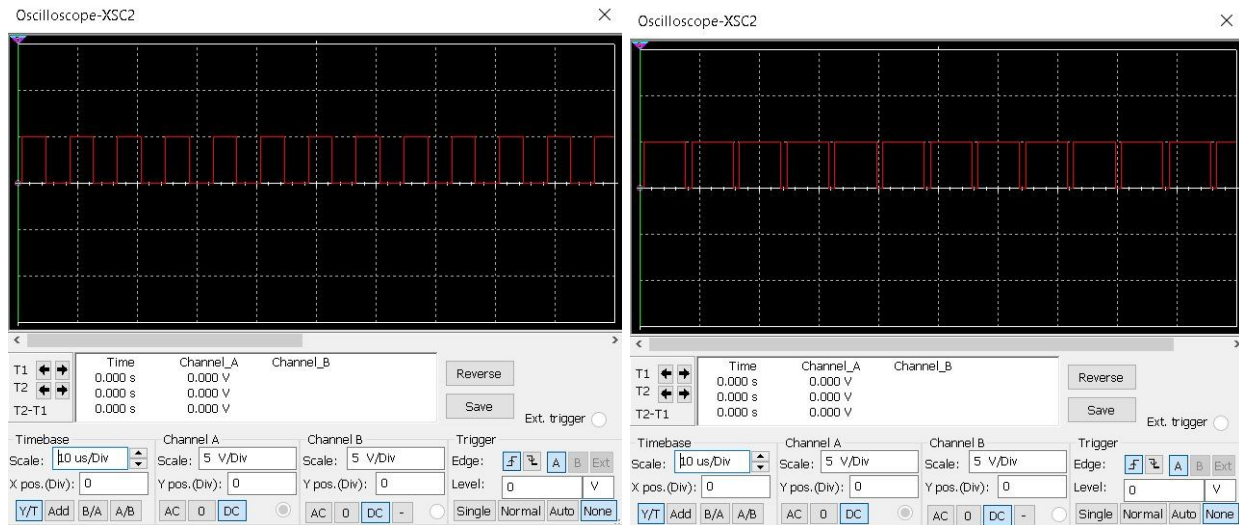 Oscilloscope-XSC2 ×
T1 Time Channel_A Channel_B
0.000 s 0.000 V
T2 0.000 s 0.000 V
T2-T1 0.000 s 0.000 V
Reverse
Save
Ext. trigger
Timebase
Scale: 10 us/Div
X pos.(Div): 0
Y/T Add B/A A/B
Channel A
Scale: 5 V/Div
Y pos.(Div): 0
AC 0 DC
Channel B
Scale: 5 V/Div
Y pos.(Div): 0
AC 0 DC -
Trigger
Edge: A B Ext
Level: 0 V
Single Normal Auto None
Oscilloscope-XSC2 ×
T1 Time Channel_A Channel_B
0.000 s 0.000 V
T2 0.000 s 0.000 V
T2-T1 0.000 s 0.000 V
Reverse
Save
Ext. trigger
Timebase
Scale: 10 us/Div
X pos.(Div): 0
Y/T Add B/A A/B
Channel A
Scale: 5 V/Div
Y pos.(Div): 0
AC 0 DC
Channel B
Scale: 5 V/Div
Y pos.(Div): 0
AC 0 DC -
Trigger
Edge: A B Ext
Level: 0 V
Single Normal Auto None